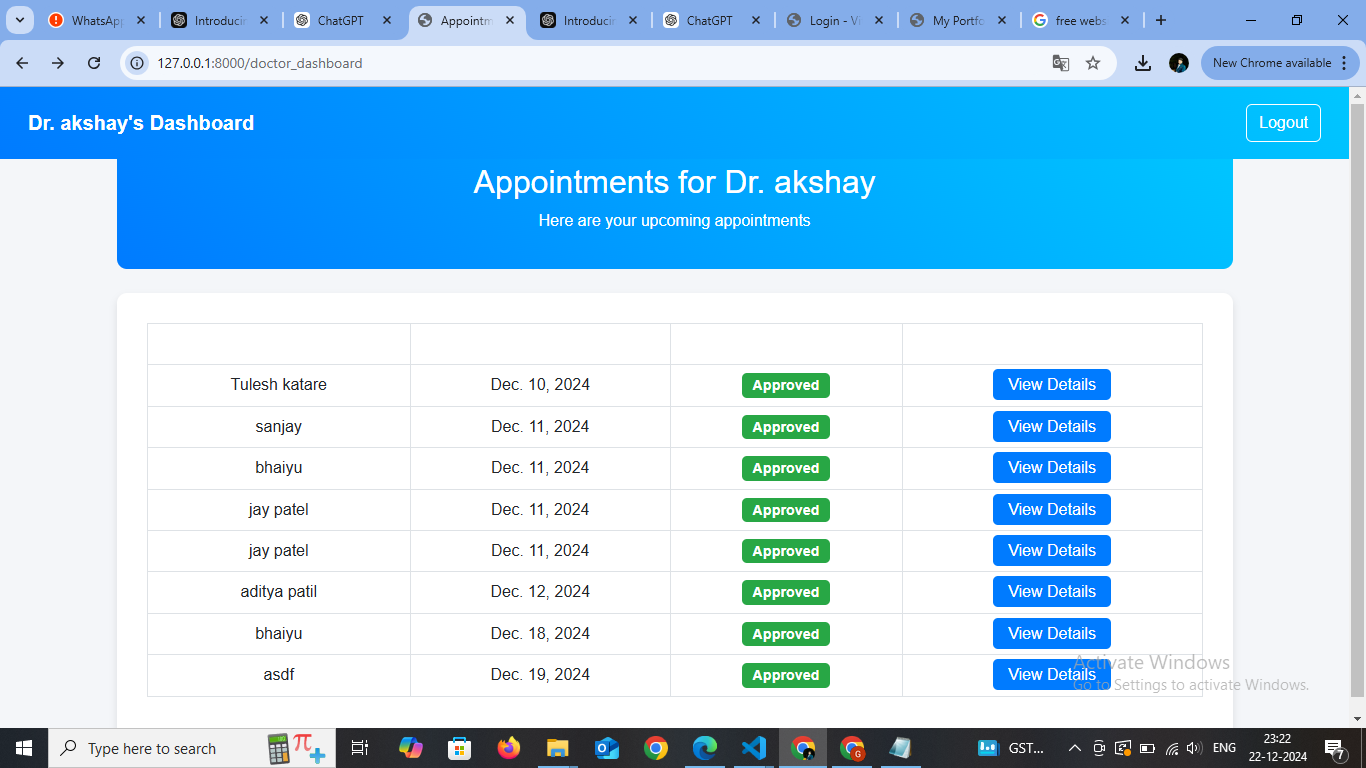 WhatsApp Introducin ChatGPT Appointm Introducin ChatGPT Login - Vi My Portfo free webs
127.0.0.1:8000/doctor_dashboard New Chrome available
Dr. akshay's Dashboard Logout
Appointments for Dr. akshay
Here are your upcoming appointments
Tulesh katare Dec. 10, 2024 Approved View Details
sanjay Dec. 11, 2024 Approved View Details
bhaiyu Dec. 11, 2024 Approved View Details
jay patel Dec. 11, 2024 Approved View Details
jay patel Dec. 11, 2024 Approved View Details
aditya patil Dec. 12, 2024 Approved View Details
bhaiyu Dec. 18, 2024 Approved View Details
asdf Dec. 19, 2024 Approved View Details
Activate Windows
Go to Settings to activate Windows.
Type here to search GST... ENG 23:22
22-12-2024 7